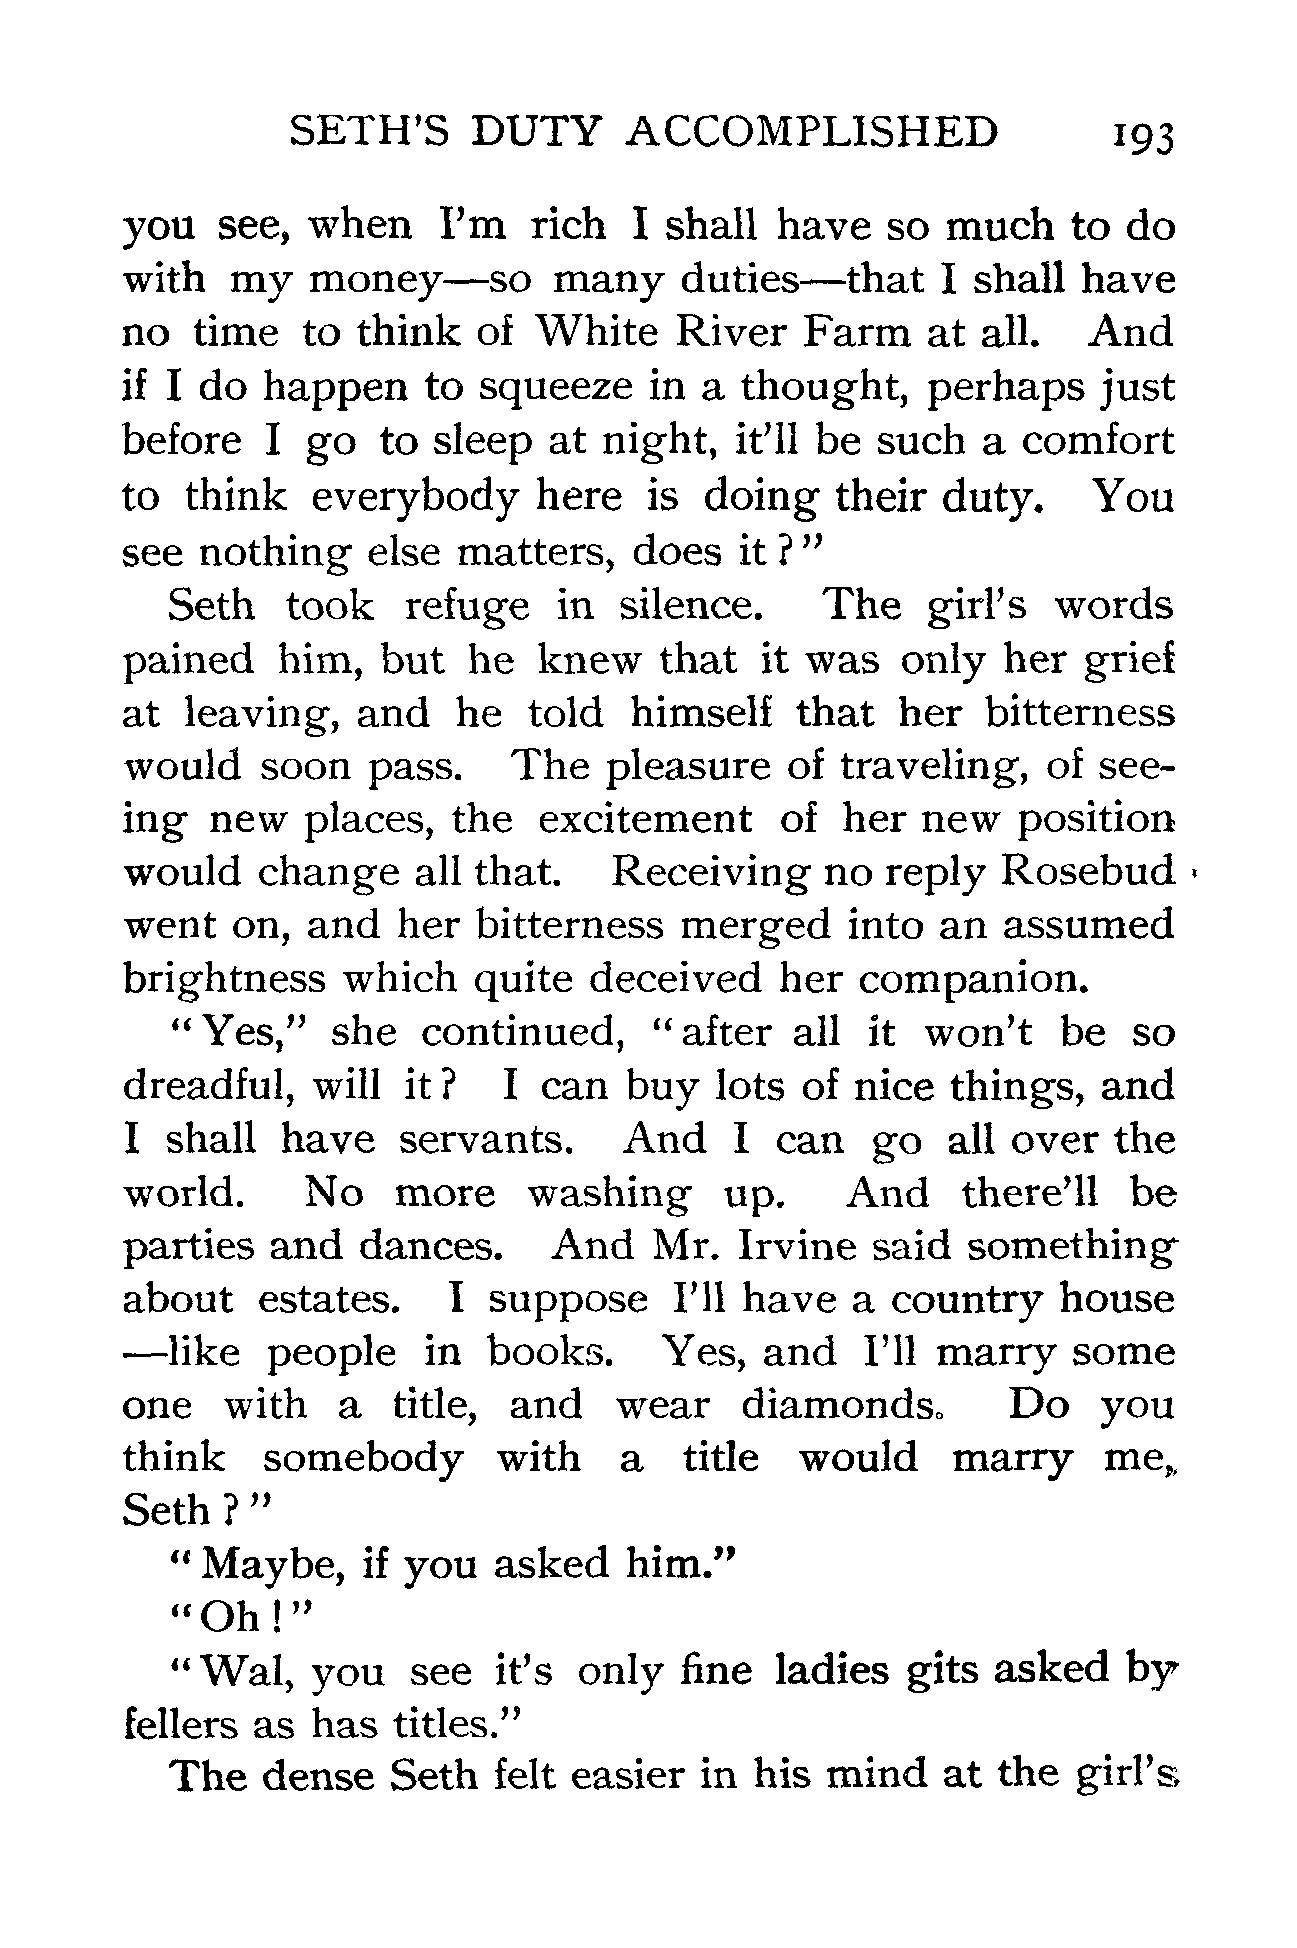 SETH'S DUTY ACCOMPLISHED 193
you see, when I'm rich I shall have so much to do
with my money—so many duties—that I shall have
no time to think of White River Farm at all. And
if I do happen to squeeze in a thought, perhaps just
before I go to sleep at night, it'll be such a comfort
to think everybody here is doing their duty. You
see nothing else matters, does it?"
Seth took refuge in silence. The girl's words
pained him, but he knew that it was only her grief
at leaving, and he told himself that her bitterness
would soon pass. The pleasure of traveling, of see-
ing new places, the excitement of her new position
would change all that. Receiving no reply Rosebud
went on, and her bitterness merged into an assumed
brightness which quite deceived her companion.
"Yes," she continued, "after all it won't be so
dreadful, will it? I can buy lots of nice things, and
I shall have servants. And I can go all over the
world. No more washing up. And there'll be
parties and dances. And Mr. Irvine said something
about estates. I suppose I'll have a country house
—like people in books. Yes, and I'll marry some
one with a title, and wear diamonds. Do you
think somebody with a title would marry me,
Seth?"
"Maybe, if you asked him."
"Oh!"
"Wal, you see it's only fine ladies gits asked by
fellers as has titles."
The dense Seth felt easier in his mind at the girl's